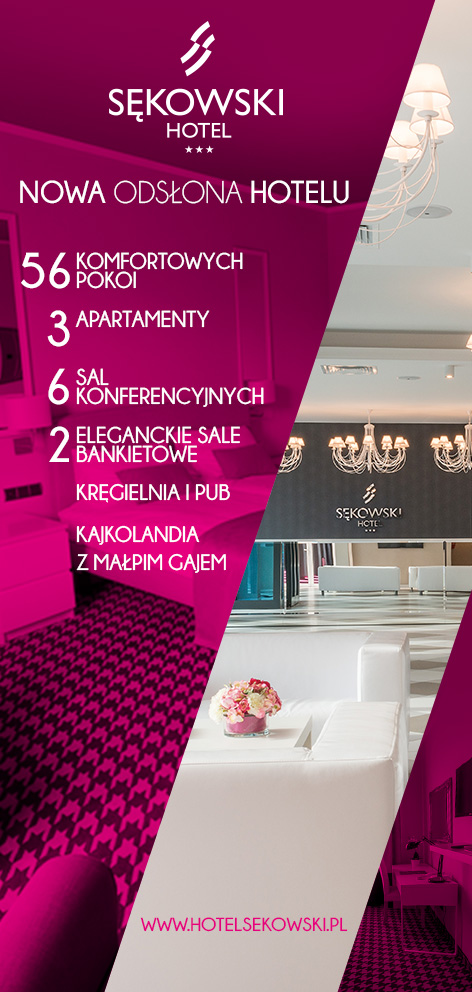 SĘKOWSKI
HOTEL
NOWA ODSŁONA HOTELU
56 KOMFORTOWYCH
POKOI
3 APARTAMENTY
6 SAL
KONFERENCYJNYCH
2 ELEGANCKIE SALE
BANKIETOWE
KRĘGIELNIA I PUB
KAJKOLANDIA
Z MAŁPIM GAJEM
SĘKOWSKI
HOTEL
WWW.HOTELSEKOWSKI.PL